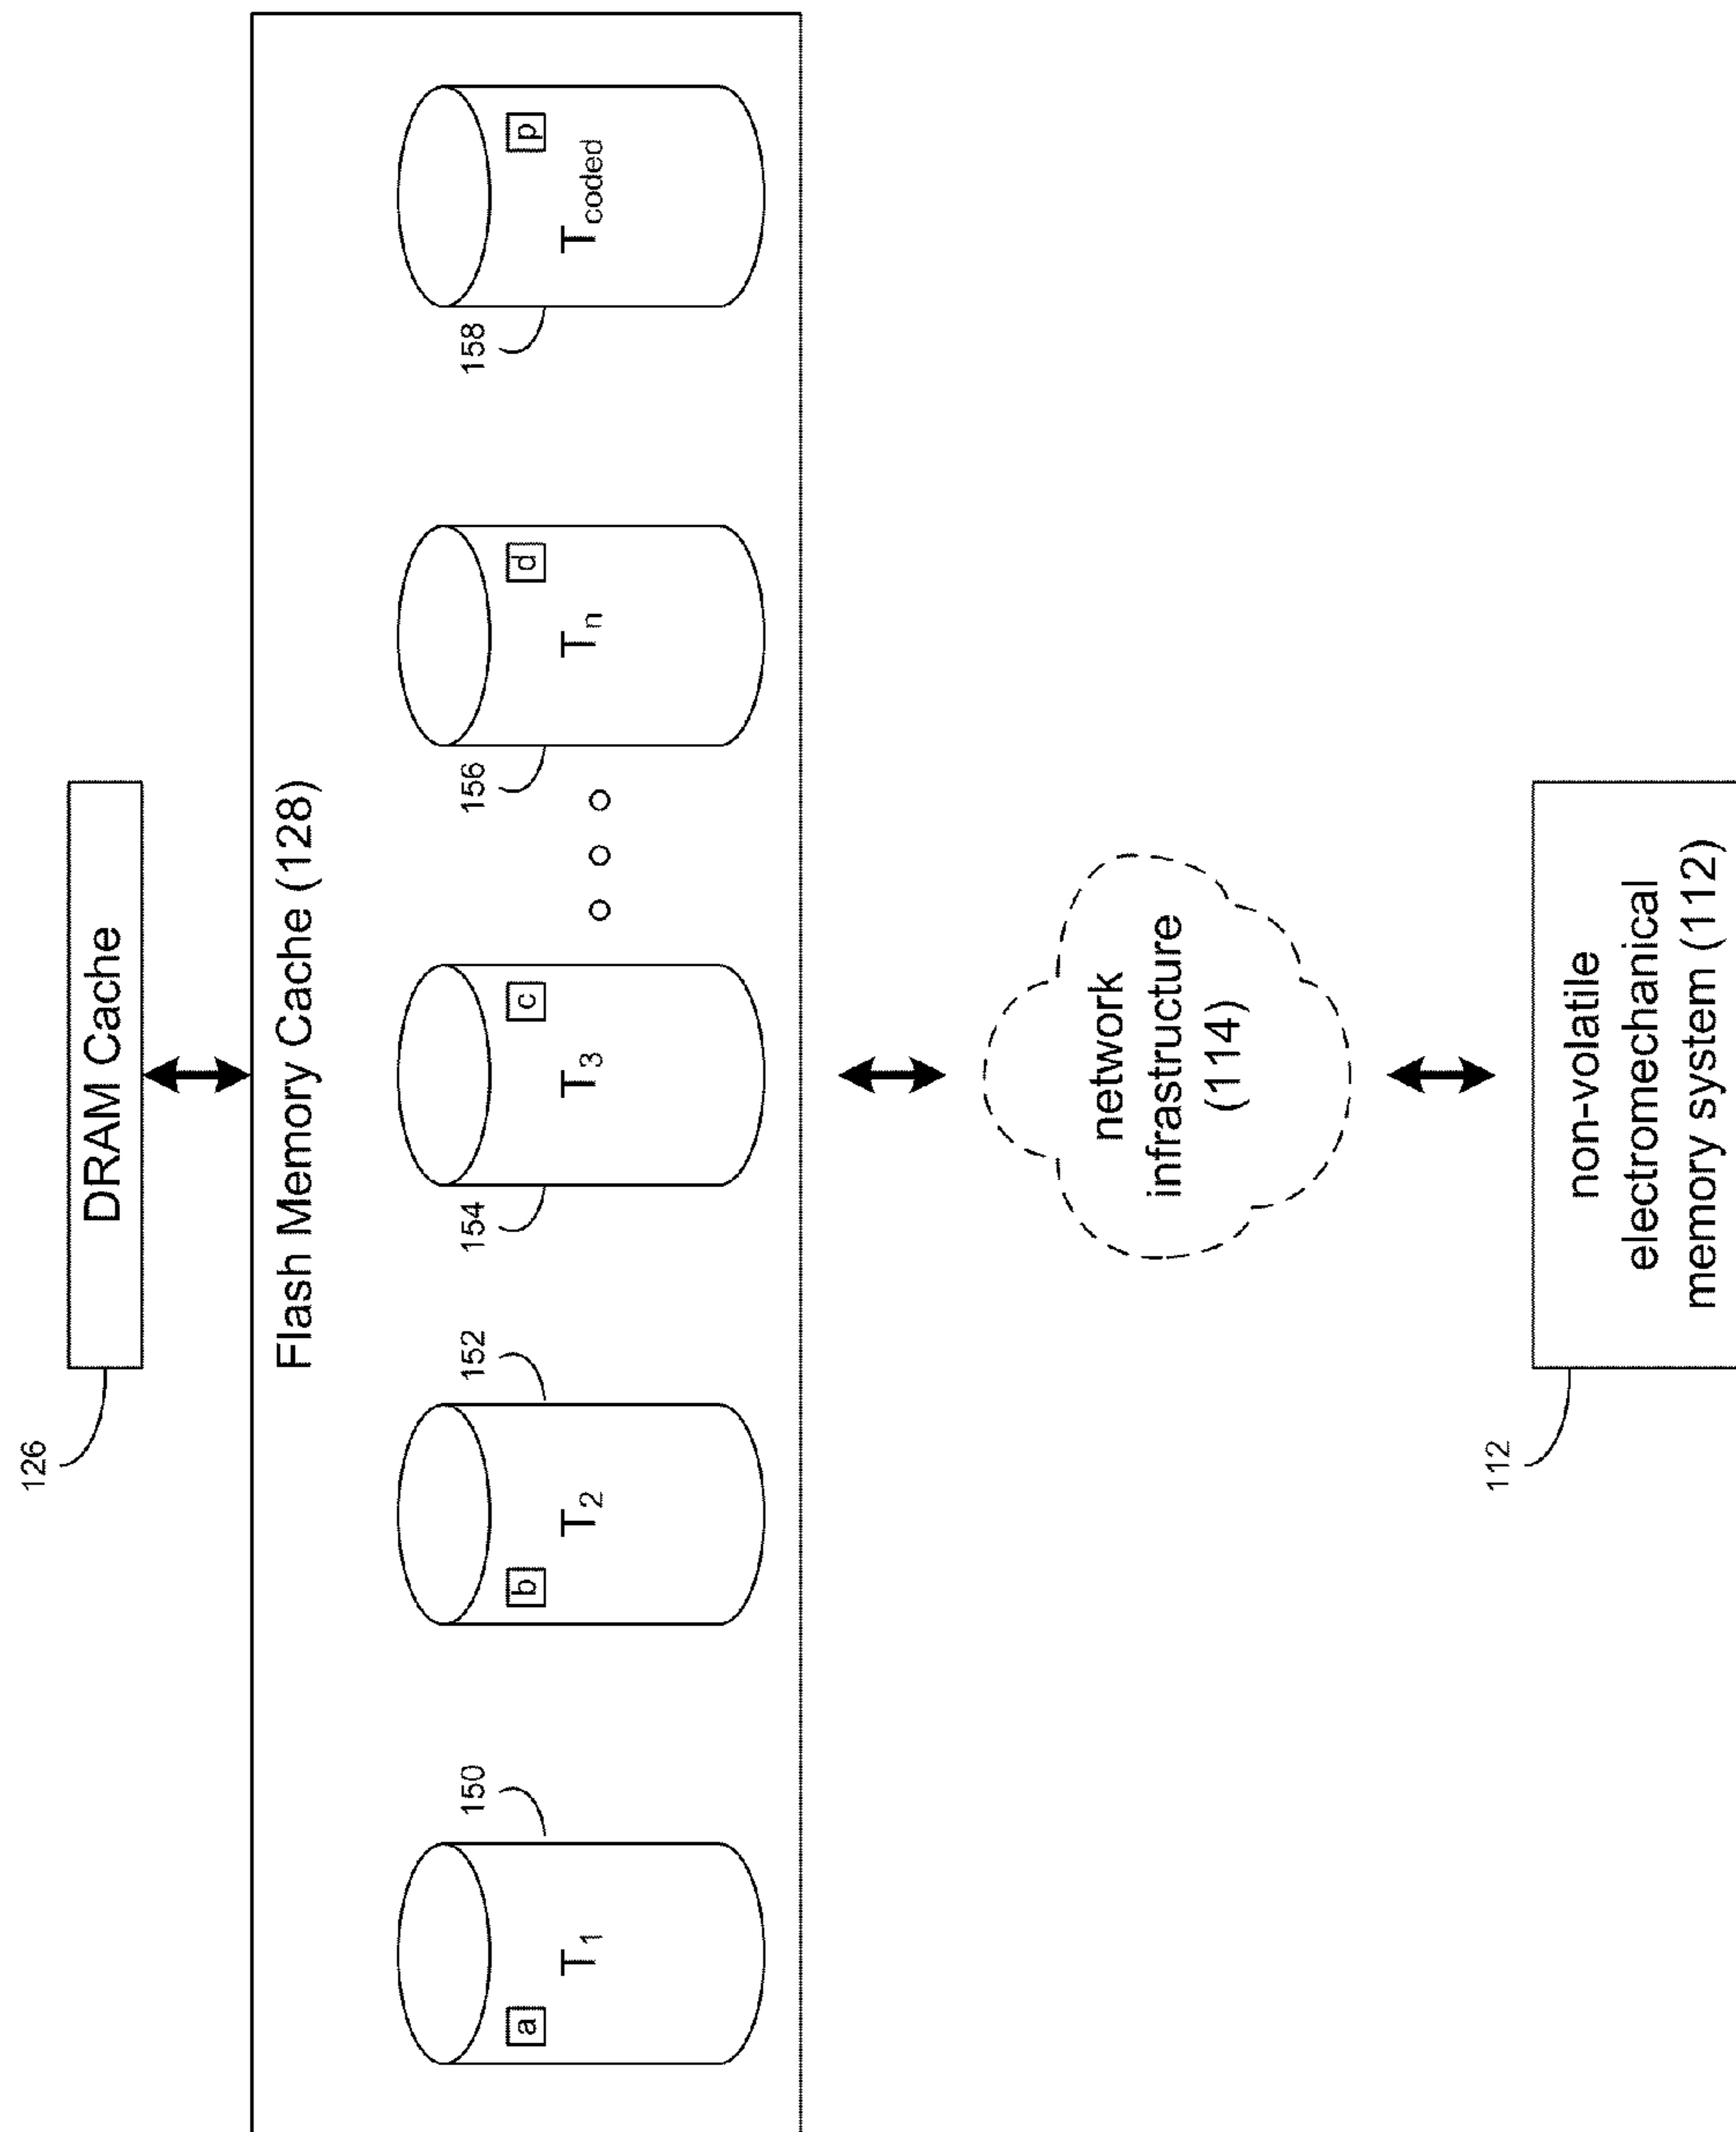 126
DRAM Cache
Flash Memory Cache (128)
150
152
154
156
158
a
b
c
d
p
T1
T2
T3
Tn
Tcoded
network
infrastructure
(114)
112
non-volatile
electromechanical
memory system (112)